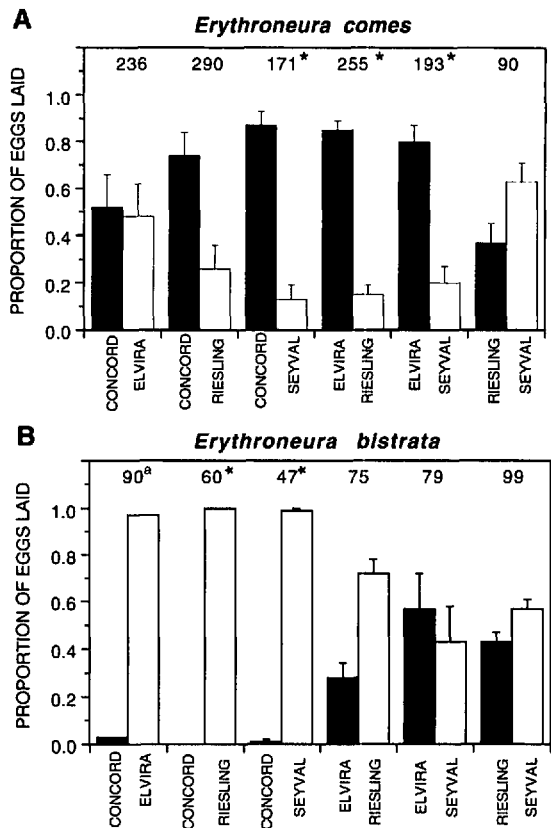 A Erythroneura comes
236 290 171* 255* 193* 90
1.0
0.8
0.6
0.4
0.2
0.0
PROPORTION OF EGGS LAID
CONCORD ELVIRA CONCORD RIESLING CONCORD SEYVAL ELVIRA RIESLING ELVIRA SEYVAL RIESLING SEYVAL
B Erythroneura bistrata
90a 60* 47* 75 79 99
1.0
0.8
0.6
0.4
0.2
0.0
PROPORTION OF EGGS LAID
CONCORD ELVIRA CONCORD RIESLING CONCORD SEYVAL ELVIRA RIESLING ELVIRA SEYVAL RIESLING SEYVAL